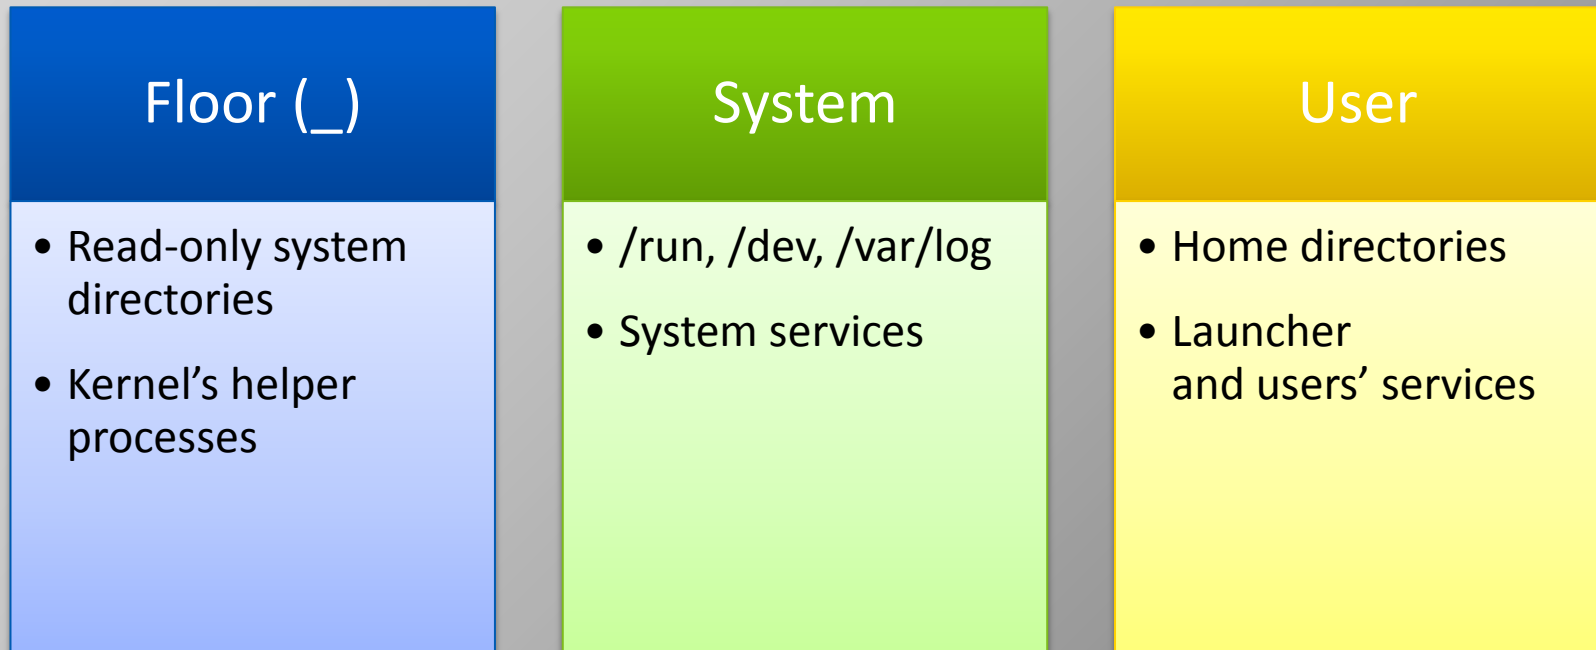 Floor (_)
• Read-only system
directories
• Kernel’s helper
processes
System
• /run, /dev, /var/log
• System services
User
• Home directories
• Launcher
and users’ services